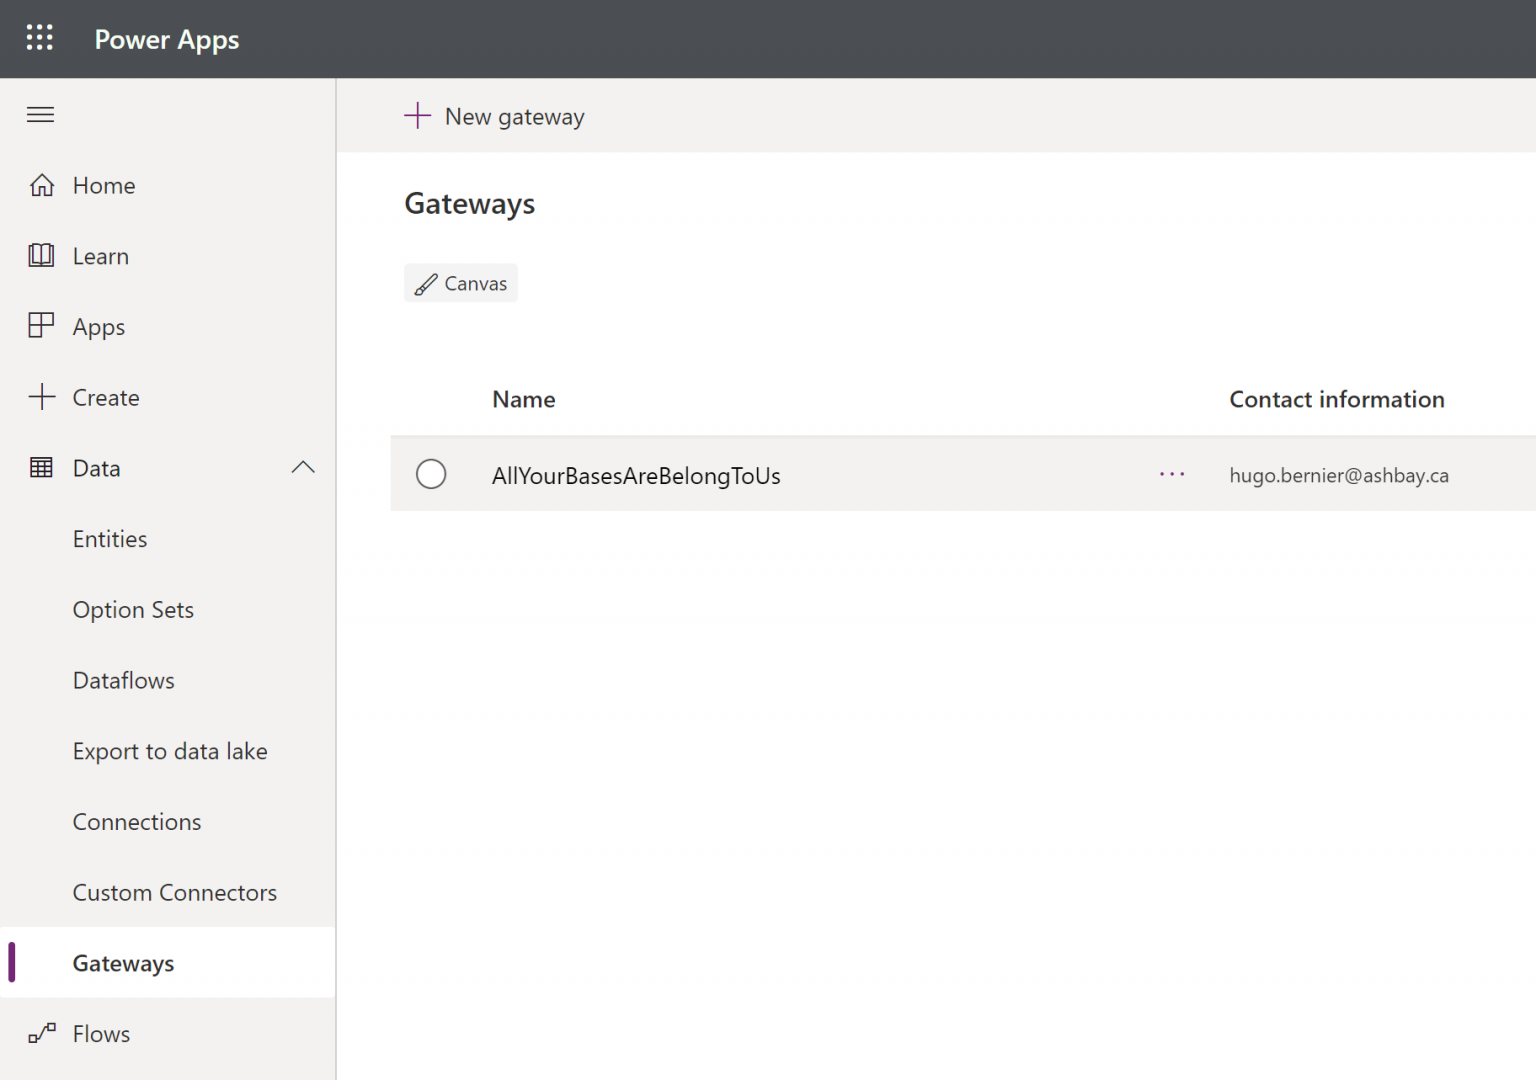 Power Apps
Home
Learn
Apps
Create
Data
Entities
Option Sets
Dataflows
Export to data lake
Connections
Custom Connectors
Gateways
Flows
New gateway
Gateways
Canvas
Name Contact information
AllYourBasesAreBelongToUs ··· hugo.bernier@ashbay.ca